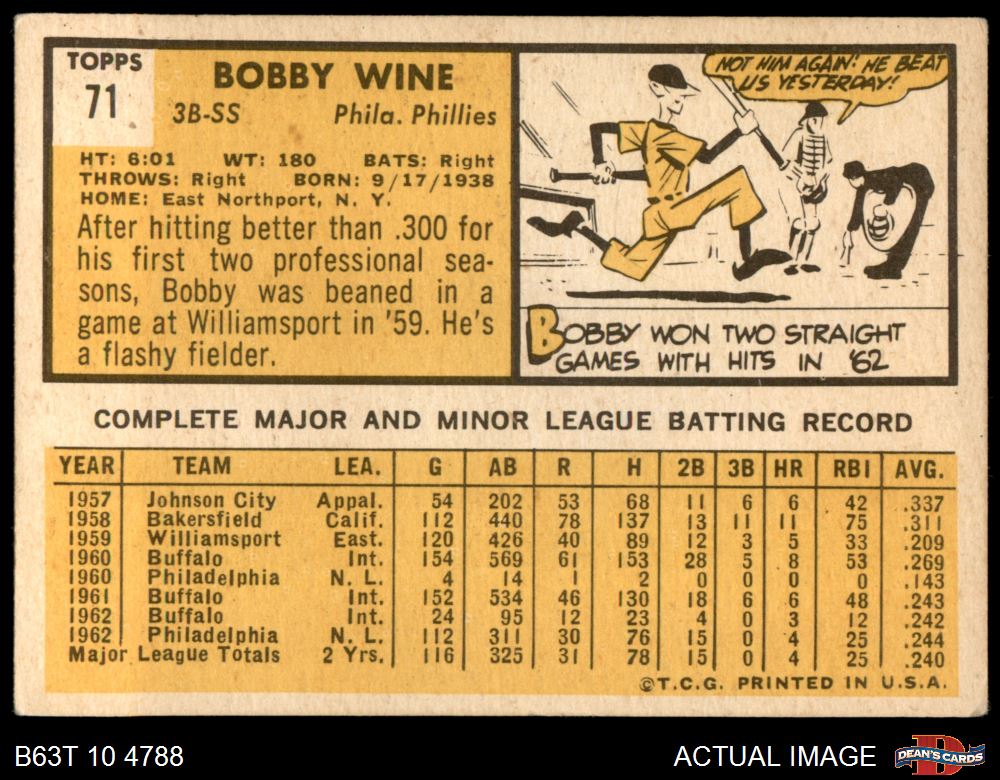 TOPPS
71
BOBBY WINE
3B-SS Phila. Phillies
HT: 6:01 WT: 180 BATS: Right
THROWS: Right BORN: 9/17/1938
HOME: East Northport, N. Y.
After hitting better than .300 for
his first two professional sea-
sons, Bobby was beaned in a
game at Williamsport in '59. He's
a flashy fielder.
NOT HIM AGAIN! HE BEAT
US YESTERDAY!
BOBBY WON TWO STRAIGHT
GAMES WITH HITS IN '62
COMPLETE MAJOR AND MINOR LEAGUE BATTING RECORD
YEAR TEAM LEA. G AB R H 2B 3B HR RBI AVG.
1957 Johnson City Appal. 54 202 53 68 11 6 6 42 .337
1958 Bakersfield Calif. 112 440 78 137 13 11 11 75 .311
1959 Williamsport East. 120 426 40 89 12 3 5 33 .209
1960 Buffalo Int. 154 569 61 153 28 5 8 53 .269
1960 Philadelphia N. L. 4 14 1 2 0 0 0 0 .143
1961 Buffalo Int. 152 534 46 130 18 6 6 48 .243
1962 Buffalo Int. 24 95 12 23 4 0 3 12 .242
1962 Philadelphia N. L. 112 311 30 76 15 0 4 25 .244
Major League Totals 2 Yrs. 116 325 31 78 15 0 4 25 .240
©T.C.G. PRINTED IN U.S.A.
B63T 10 4788 ACTUAL IMAGE DEAN'S CARDS